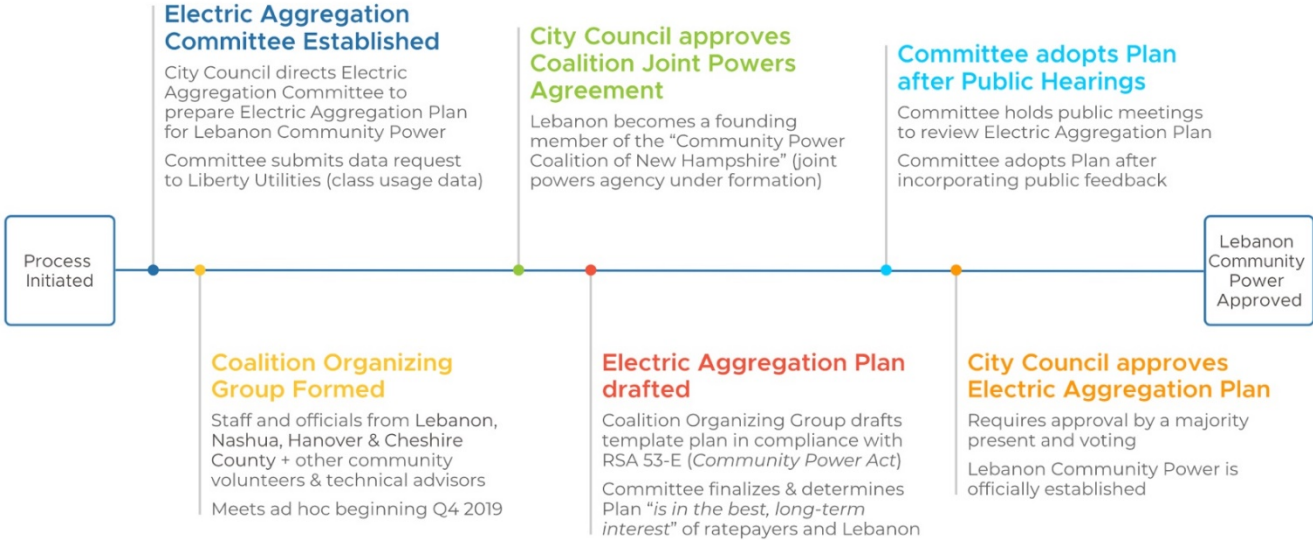 Process
Initiated
Electric Aggregation
Committee Established
City Council directs Electric
Aggregation Committee to
prepare Electric Aggregation Plan
for Lebanon Community Power
Committee submits data request
to Liberty Utilities (class usage data)
Coalition Organizing
Group Formed
Staff and officials from Lebanon,
Nashua, Hanover & Cheshire
County + other community
volunteers & technical advisors
Meets ad hoc beginning Q4 2019
City Council approves
Coalition Joint Powers
Agreement
Lebanon becomes a founding
member of the “Community Power
Coalition of New Hampshire” (joint
powers agency under formation)
Electric Aggregation Plan
drafted
Coalition Organizing Group drafts
template plan in compliance with
RSA 53-E (Community Power Act)
Committee finalizes & determines
Plan “is in the best, long-term
interest” of ratepayers and Lebanon
Committee adopts Plan
after Public Hearings
Committee holds public meetings
to review Electric Aggregation Plan
Committee adopts Plan after
incorporating public feedback
City Council approves
Electric Aggregation Plan
Requires approval by a majority
present and voting
Lebanon Community Power is
officially established
Lebanon
Community
Power
Approved